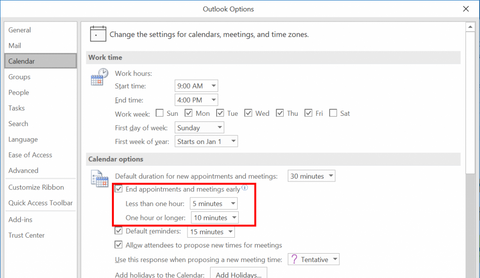 Outlook Options
General
Mail
Calendar
Groups
People
Tasks
Search
Language
Ease of Access
Advanced
Customize Ribbon
Quick Access Toolbar
Add-ins
Trust Center
Change the settings for calendars, meetings, and time zones.
Work time
Work hours:
Start time: 9:00 AM
End time: 4:00 PM
Work week: Sun Mon Tue Wed Thu Fri Sat
First day of week: Sunday
First week of year: Starts on Jan 1
Calendar options
Default duration for new appointments and meetings: 30 minutes
End appointments and meetings early
Less than one hour: 5 minutes
One hour or longer: 10 minutes
Default reminders: 15 minutes
Allow attendees to propose new times for meetings
Use this response when proposing a new meeting time: ? Tentative
Add holidays to the Calendar: Add Holidays...